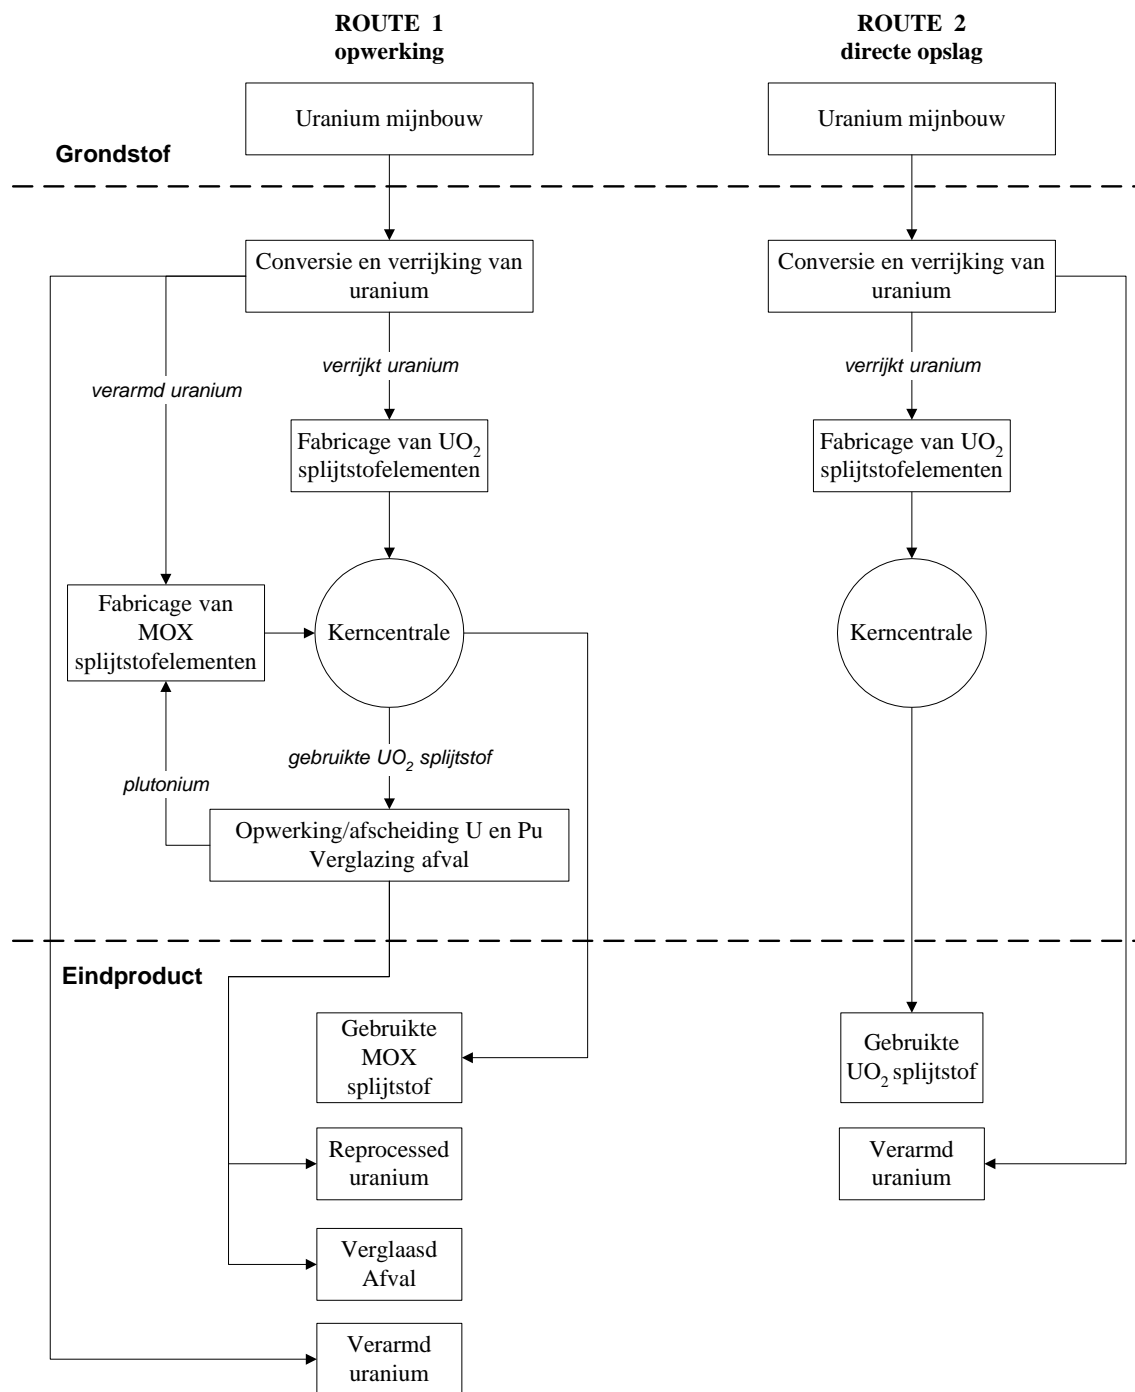 ROUTE 1
opwerking
Uranium mijnbouw
Grondstof
Conversie en verrijking van
uranium
verrijkt uranium
verarmd uranium
Fabricage van UO₂
splijtstofelementen
Fabricage van
MOX
splijtstofelementen
Kerncentrale
gebruikte UO₂ splijtstof
plutonium
Opwerking/afscheiding U en Pu
Verglazing afval
Eindproduct
Gebruikte
MOX
splijtstof
Reprocessed
uranium
Verglaasd
Afval
Verarmd
uranium
ROUTE 2
directe opslag
Uranium mijnbouw
Conversie en verrijking van
uranium
verrijkt uranium
Fabricage van UO₂
splijtstofelementen
Kerncentrale
Gebruikte
UO₂ splijtstof
Verarmd
uranium